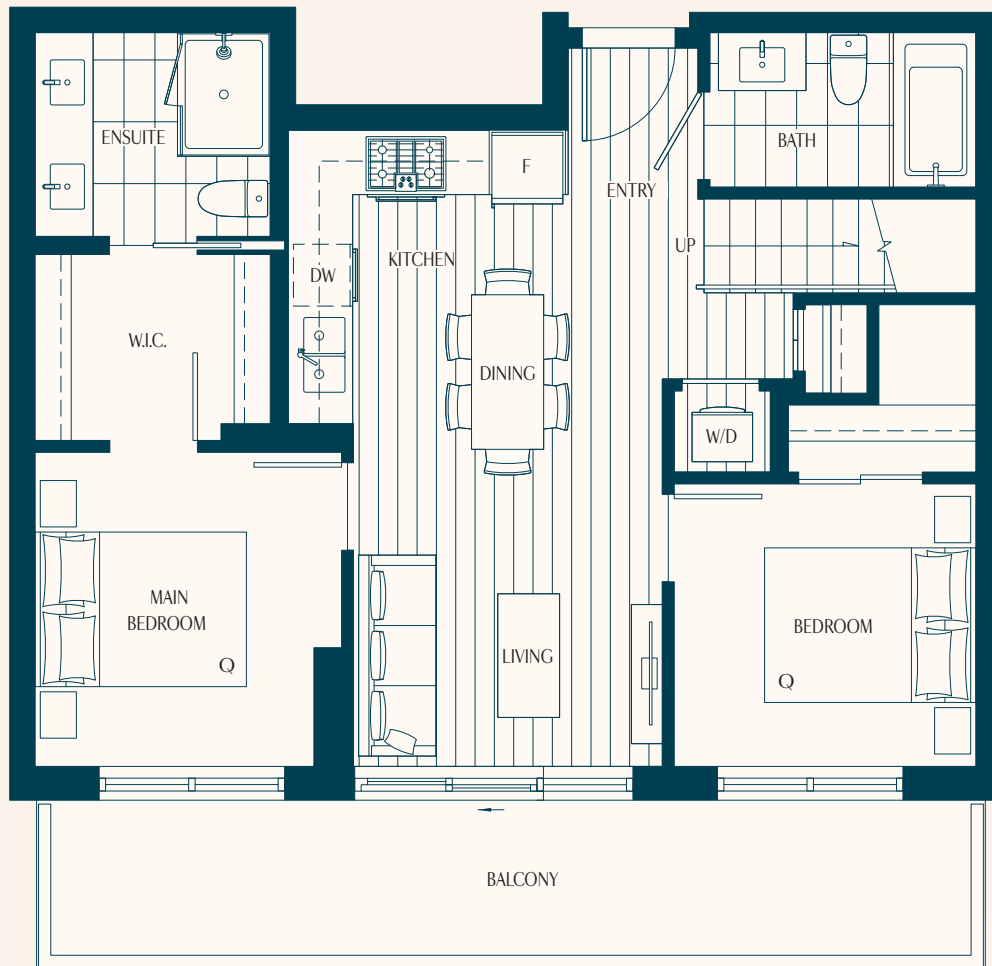 ENSUITE
BATH
F
ENTRY
UP
KITCHEN
DW
W.I.C.
DINING
W/D
MAIN
BEDROOM
Q
LIVING
BEDROOM
Q
BALCONY